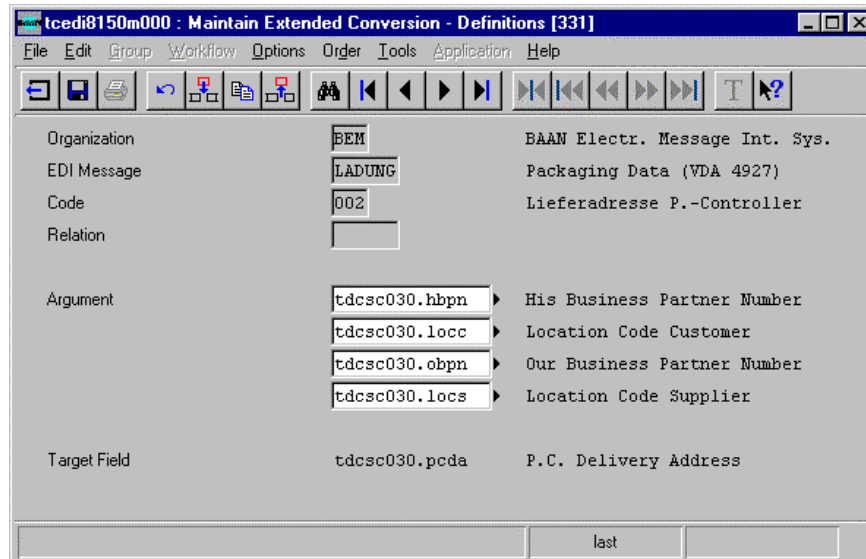 tcedi8150m000 : Maintain Extended Conversion - Definitions [331]
File Edit Group Workflow Options Order Tools Application Help
Organization BEM BAAN Electr. Message Int. Sys.
EDI Message LADUNG Packaging Data (VDA 4927)
Code 002 Lieferadresse P.-Controller
Relation
Argument tdcsc030.hbpn His Business Partner Number
tdcsc030.locc Location Code Customer
tdcsc030.obpn Our Business Partner Number
tdcsc030.locs Location Code Supplier
Target Field tdcsc030.pcda P.C. Delivery Address
last